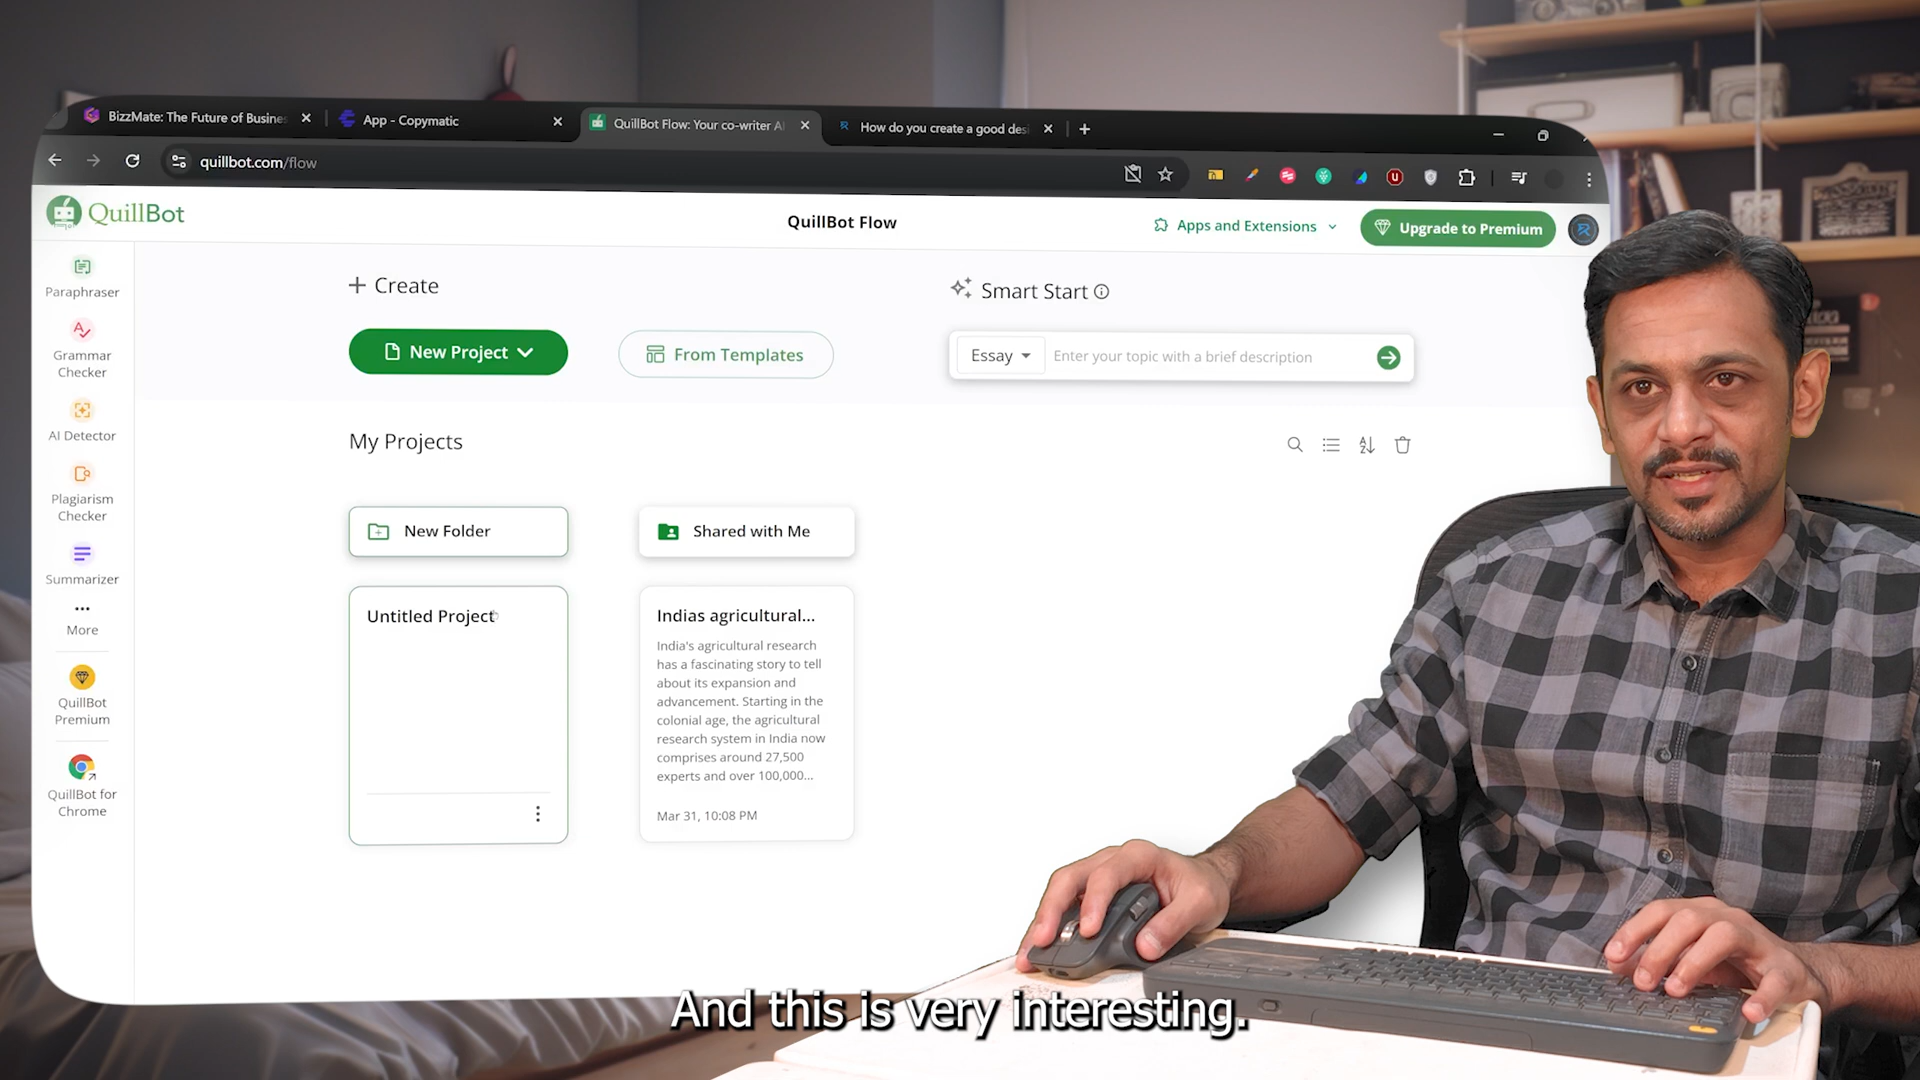 BizzMate: The Future of Busine
App - Copymatic
QuillBot Flow: Your co-writer A
How do you create a good des
quillbot.com/flow
QuillBot
QuillBot Flow
Apps and Extensions
Upgrade to Premium
Paraphraser
Grammar
Checker
AI Detector
Plagiarism
Checker
Summarizer
More
QuillBot
Premium
QuillBot for
Chrome
+ Create
New Project
From Templates
Smart Start
Essay
Enter your topic with a brief description
My Projects
New Folder
Shared with Me
Untitled Project
Indias agricultural...
India's agricultural research
has a fascinating story to tell
about its expansion and
advancement. Starting in the
colonial age, the agricultural
research system in India now
comprises around 27,500
experts and over 100,000...
Mar 31, 10:08 PM
And this is very interesting.